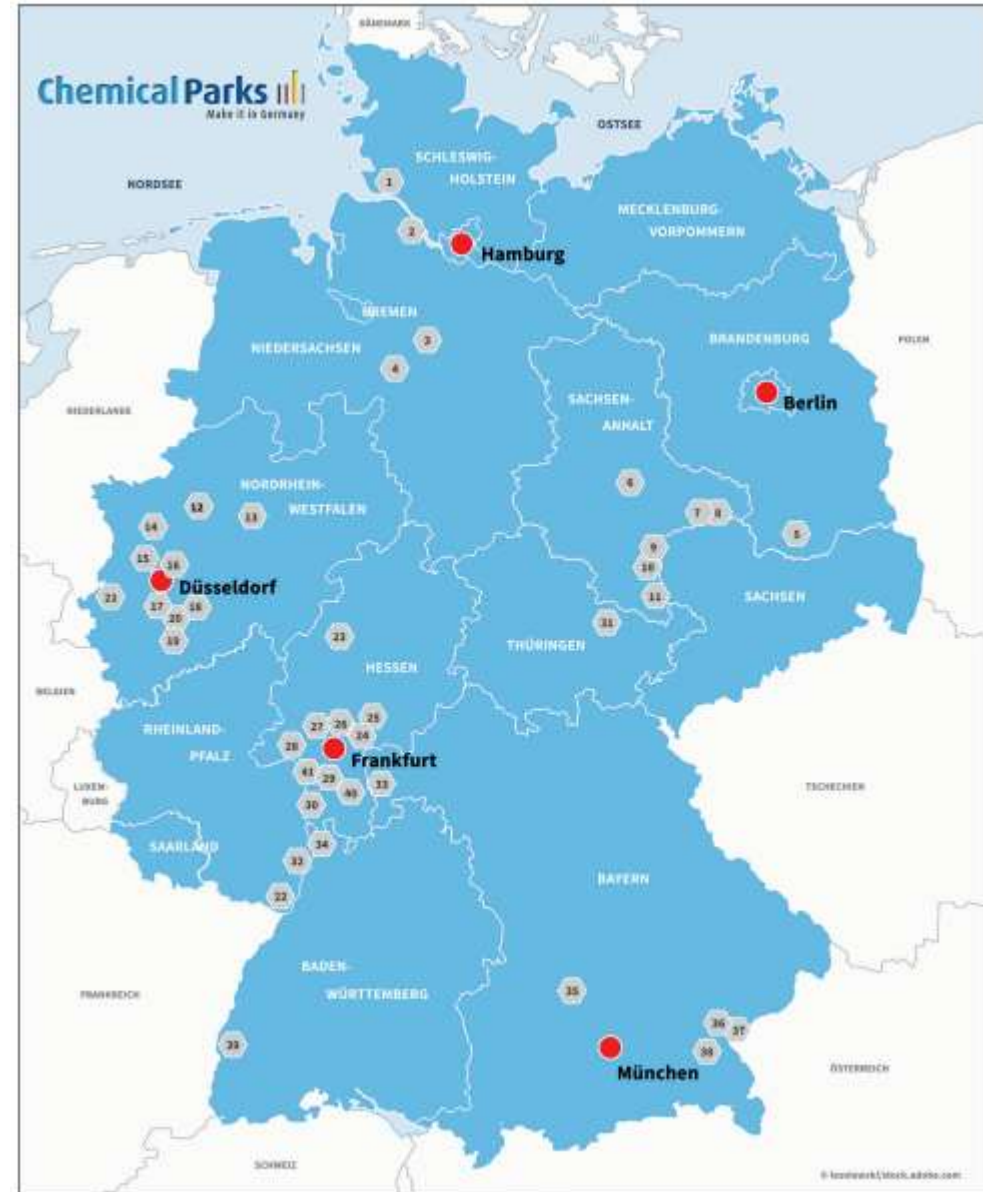 DÄNEMARK
Chemical Parks
Make it in Germany
OSTSEE
NORDSEE
SCHLESWIG-
HOLSTEIN
1
MECKLENBURG-
VORPOMMERN
2
Hamburg
BREMEN
NIEDERSACHSEN
3
4
BRANDENBURG
POLEN
Berlin
NIEDERLANDE
SACHSEN-
ANHALT
NORDRHEIN-
WESTFALEN
6
12
13
7
8
14
5
15
16
9
10
Düsseldorf
21
17
18
11
SACHSEN
20
19
31
23
THÜRINGEN
HESSEN
BELGIEN
RHEINLAND-
PFALZ
27
26
25
24
28
Frankfurt
41
29
33
40
30
LUXEM-
BURG
TSCHECHIEN
SAARLAND
34
32
22
BAYERN
BADEN-
WÜRTTEMBERG
FRANKREICH
35
36
37
39
38
München
ÖSTERREICH
SCHWEIZ